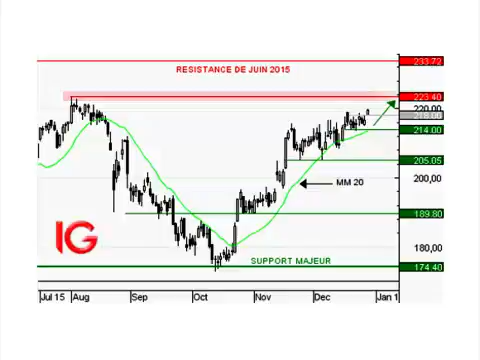 233.72
RESISTANCE DE JUIN 2015
223.40
220,00
218.00
214.00
205.05
200,00
MM 20
189.80
IG
180,00
SUPPORT MAJEUR
174.40
Jul 15 Aug Sep Oct Nov Dec Jan 1